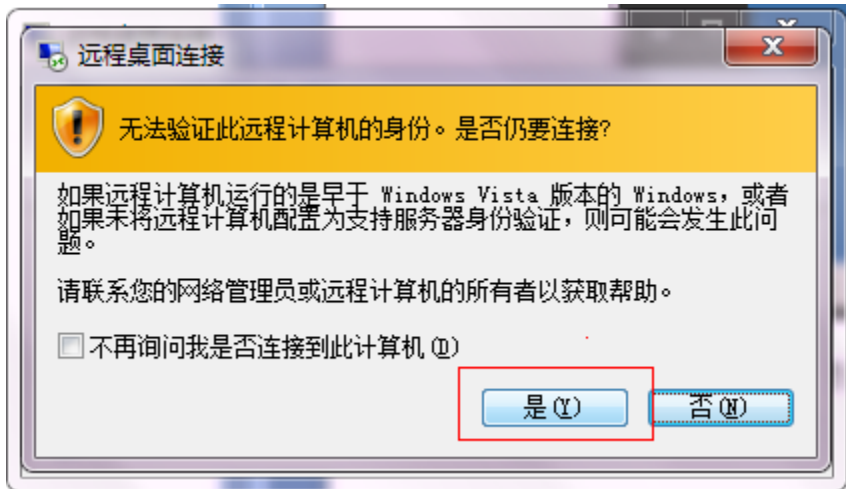 远程桌面连接
无法验证此远程计算机的身份。是否仍要连接?
如果远程计算机运行的是早于 Windows Vista 版本的 Windows，或者
如果未将远程计算机配置为支持服务器身份验证，则可能会发生此问
题。
请联系您的网络管理员或远程计算机的所有者以获取帮助。
不再询问我是否连接到此计算机(D)
是(Y) 否(N)